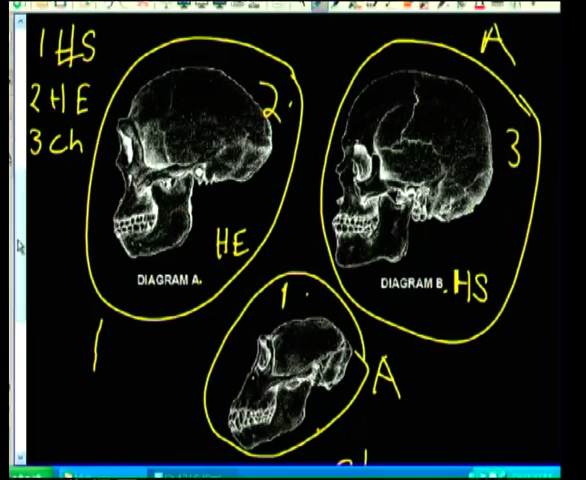 1 HS
2 HE
3 ch
A
2.
3
HE
DIAGRAM A.
DIAGRAM B.
HS
1
1.
A